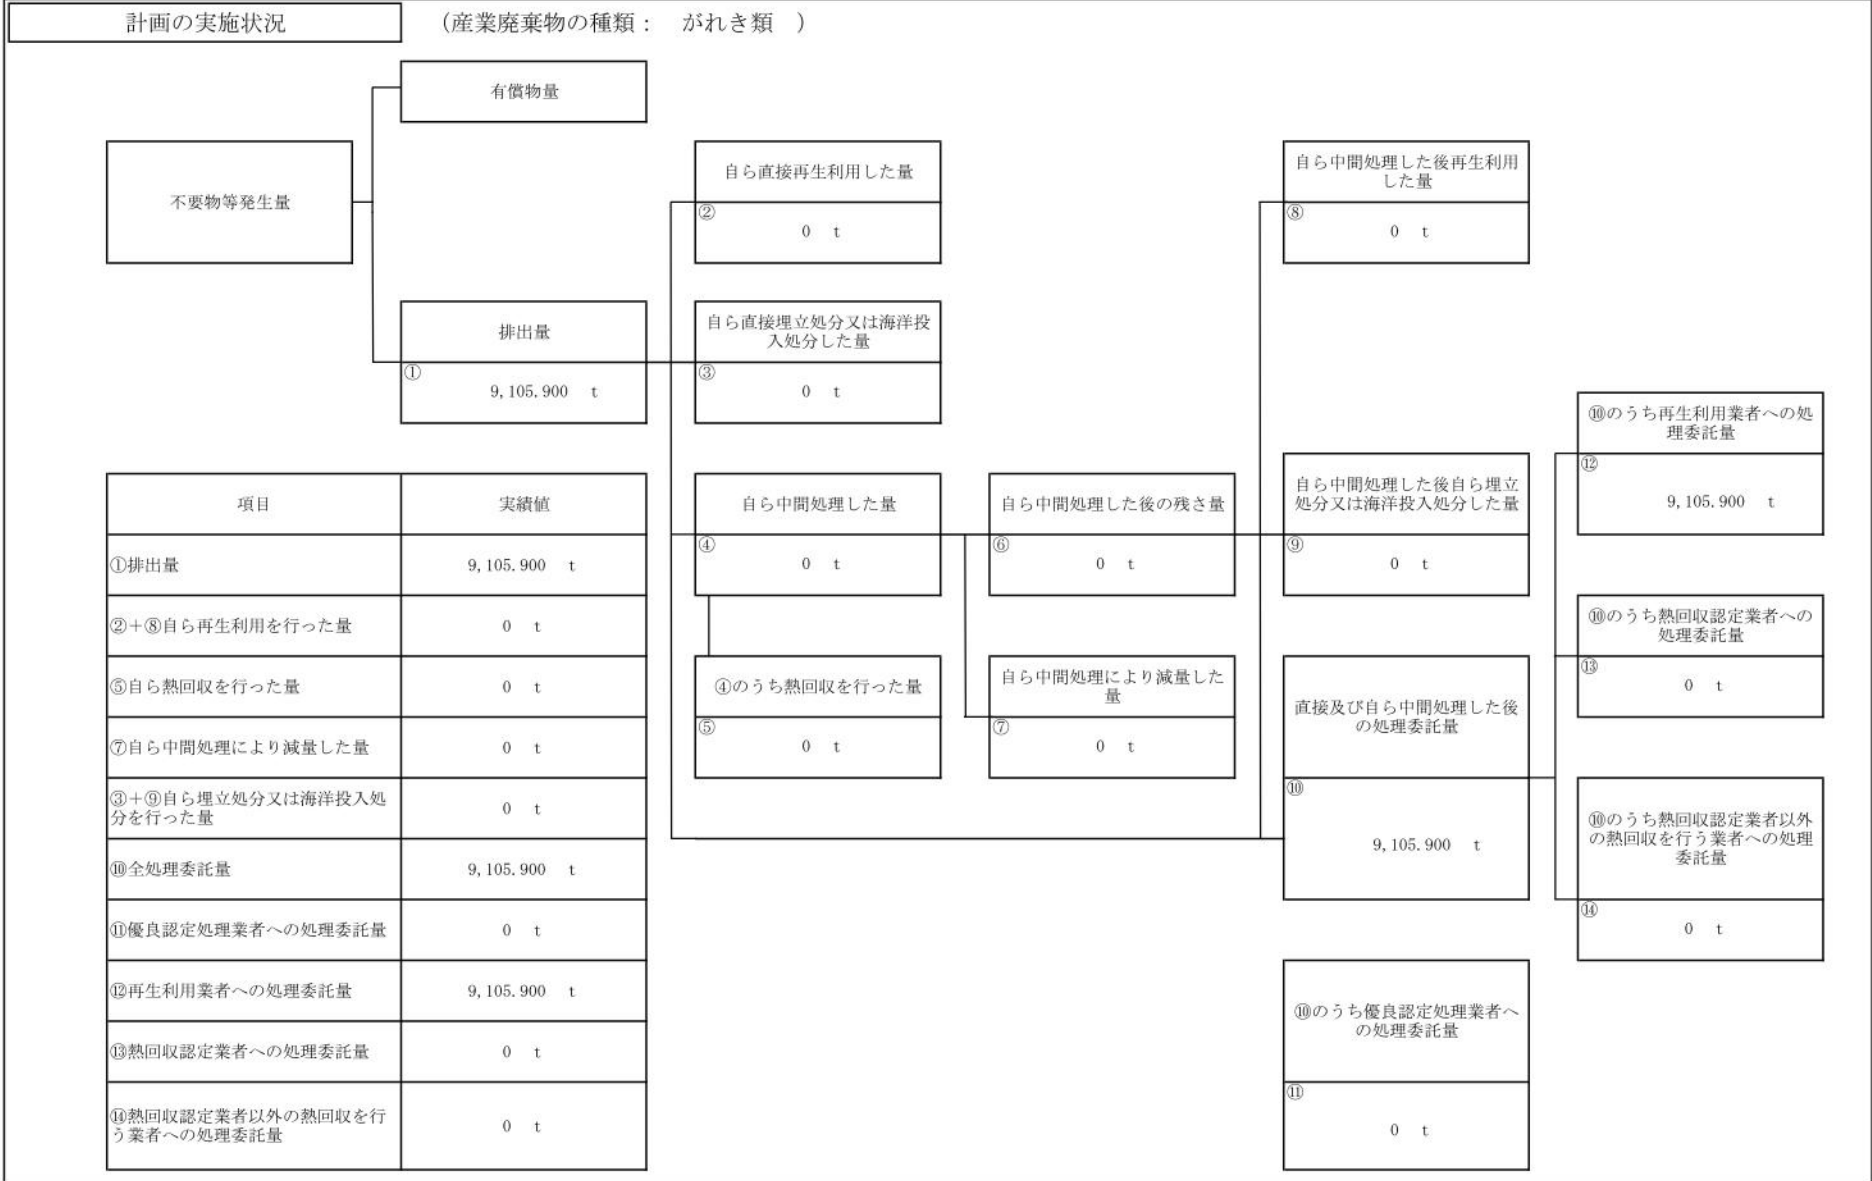 計画の実施状況
(産業廃棄物の種類： がれき類 )
有償物量
不要物等発生量
自ら直接再生利用した量
②
0 t
自ら中間処理した後再生利用
した量
⑧
0 t
排出量
①
9,105.900 t
自ら直接埋立処分又は海洋投
入処分した量
③
0 t
⑩のうち再生利用業者への処
理委託量
⑫
9,105.900 t
項目
実績値
①排出量
9,105.900 t
②＋⑧自ら再生利用を行った量
0 t
⑤自ら熱回収を行った量
0 t
⑦自ら中間処理により減量した量
0 t
③＋⑨自ら埋立処分又は海洋投入処
分を行った量
0 t
⑩全処理委託量
9,105.900 t
⑪優良認定処理業者への処理委託量
0 t
⑫再生利用業者への処理委託量
9,105.900 t
⑬熱回収認定業者への処理委託量
0 t
⑭熱回収認定業者以外の熱回収を行
う業者への処理委託量
0 t
自ら中間処理した量
④
0 t
自ら中間処理した後の残さ量
⑥
0 t
自ら中間処理した後自ら埋立
処分又は海洋投入処分した量
⑨
0 t
④のうち熱回収を行った量
⑤
0 t
自ら中間処理により減量した
量
⑦
0 t
直接及び自ら中間処理した後
の処理委託量
⑩
9,105.900 t
⑩のうち熱回収認定業者への
処理委託量
⑬
0 t
⑩のうち熱回収認定業者以外
の熱回収を行う業者への処理
委託量
⑭
0 t
⑩のうち優良認定処理業者へ
の処理委託量
⑪
0 t